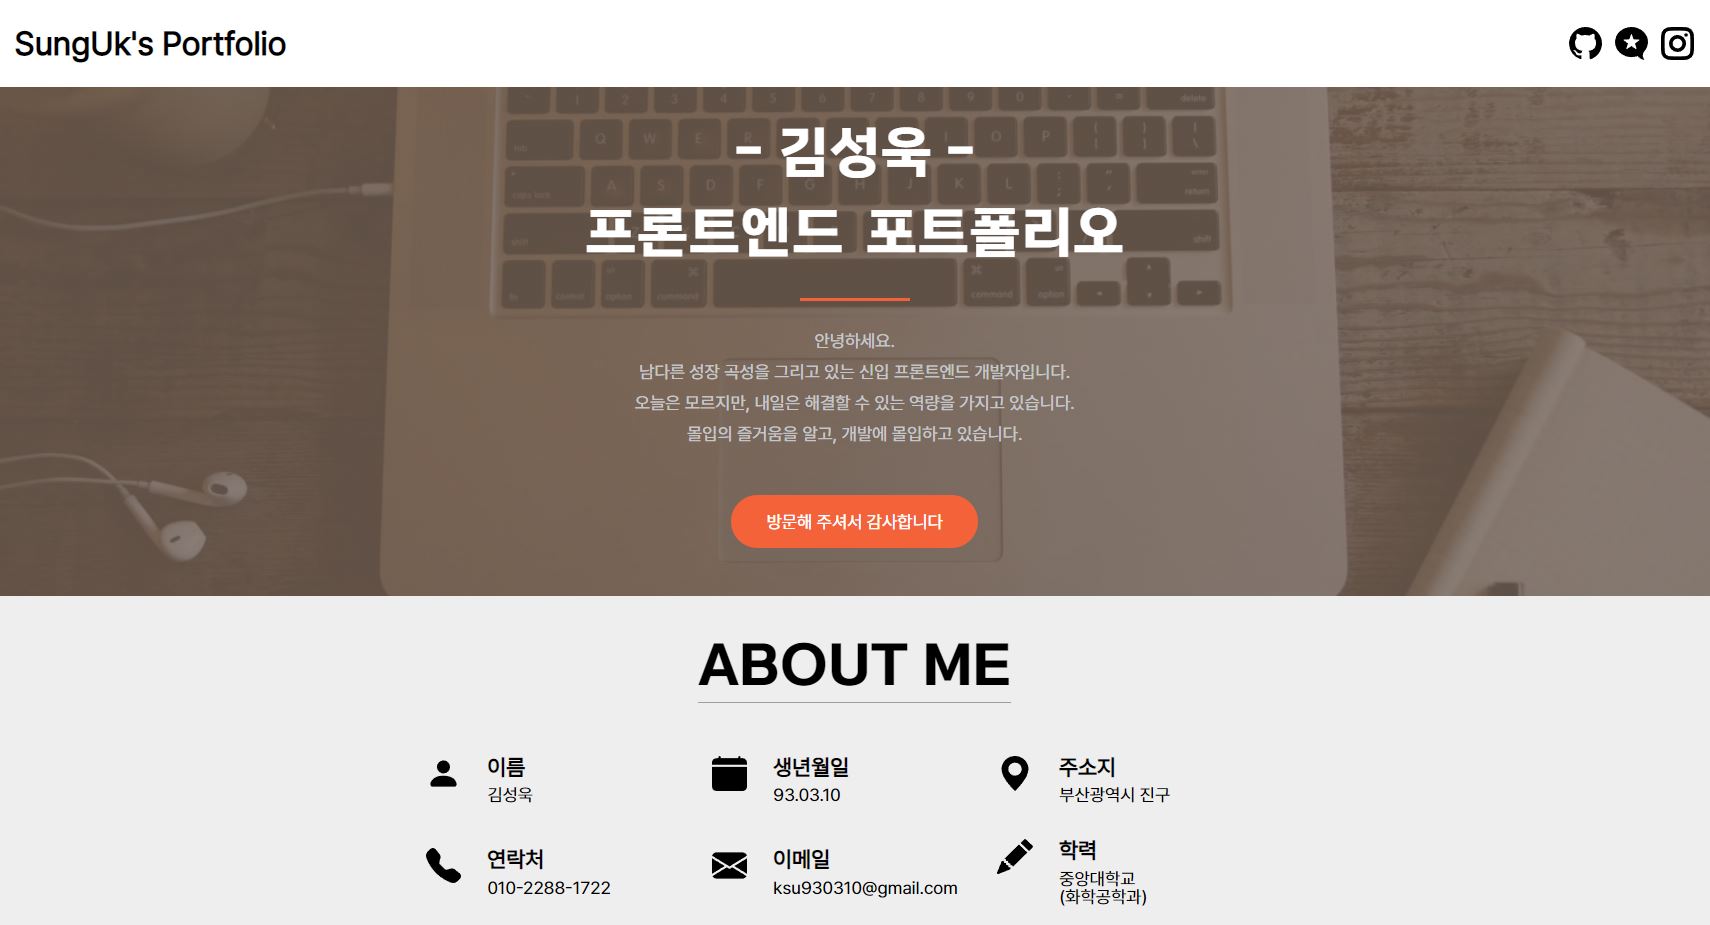 SungUk's Portfolio
- 김성욱 -
프론트엔드 포트폴리오
안녕하세요.
남다른 성장 곡성을 그리고 있는 신입 프론트엔드 개발자입니다.
오늘은 모르지만, 내일은 해결할 수 있는 역량을 가지고 있습니다.
몰입의 즐거움을 알고, 개발에 몰입하고 있습니다.
방문해 주셔서 감사합니다
ABOUT ME
이름
김성욱
생년월일
93.03.10
주소지
부산광역시 진구
연락처
010-2288-1722
이메일
ksu930310@gmail.com
학력
중앙대학교
(화학공학과)